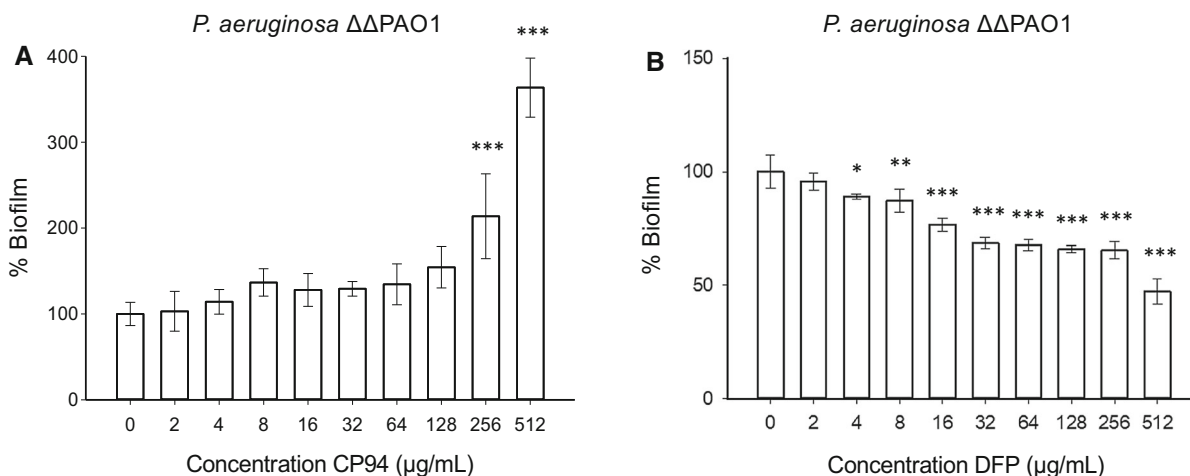 P. aeruginosa ΔΔPAO1
A
400
300
200
100
0
% Biofilm
***
***
0 2 4 8 16 32 64 128 256 512
Concentration CP94 (µg/mL)
P. aeruginosa ΔΔPAO1
B
150
100
50
0
% Biofilm
* ** *** *** *** *** *** ***
0 2 4 8 16 32 64 128 256 512
Concentration DFP (µg/mL)